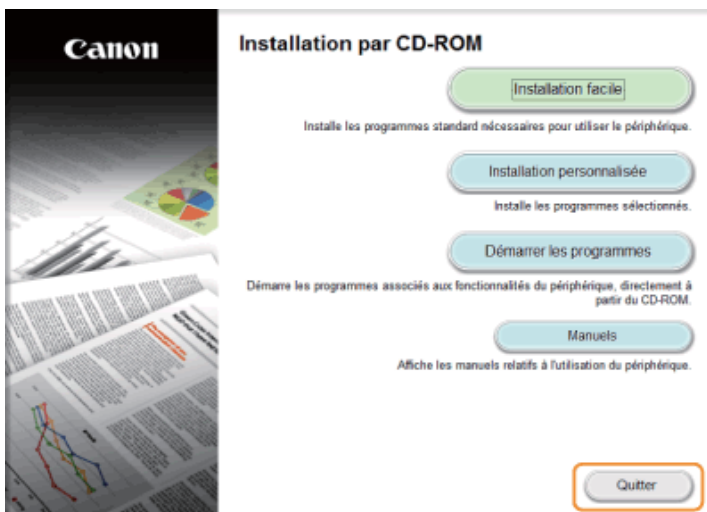 Canon
Installation par CD-ROM
Installation facile
Installe les programmes standard nécessaires pour utiliser le périphérique.
Installation personnalisée
Installe les programmes sélectionnés.
Démarrer les programmes
Démarre les programmes associés aux fonctionnalités du périphérique, directement à
partir du CD-ROM.
Manuels
Affiche les manuels relatifs à l'utilisation du périphérique.
Quitter